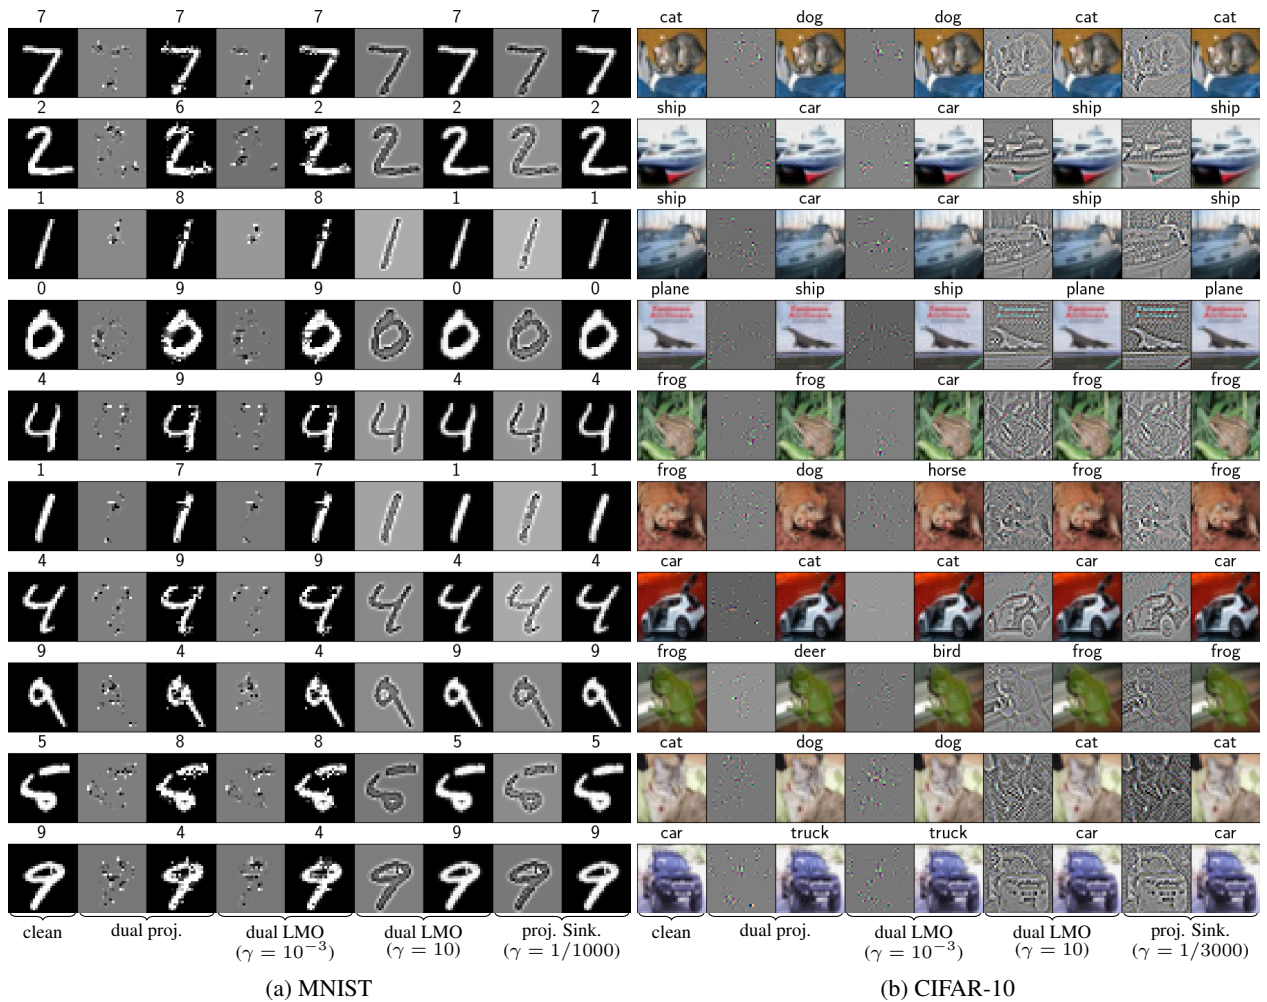 7 7 7 7 7 cat dog dog cat cat
2 6 2 2 2 ship car car ship ship
1 8 8 1 1 ship car car ship ship
0 9 9 0 0 plane ship ship plane plane
4 9 9 4 4 frog frog car frog frog
1 7 7 1 1 frog dog horse frog frog
4 9 9 4 4 car cat cat car car
9 4 4 9 9 frog deer bird frog frog
5 8 8 5 5 cat dog dog cat cat
9 4 4 9 9 car truck truck car car
clean dual proj. dual LMO dual LMO proj. Sink. clean dual proj. dual LMO dual LMO proj. Sink.
(γ = 10⁻³) (γ = 10) (γ = 1/1000) (γ = 10⁻³) (γ = 10) (γ = 1/3000)
(a) MNIST (b) CIFAR-10